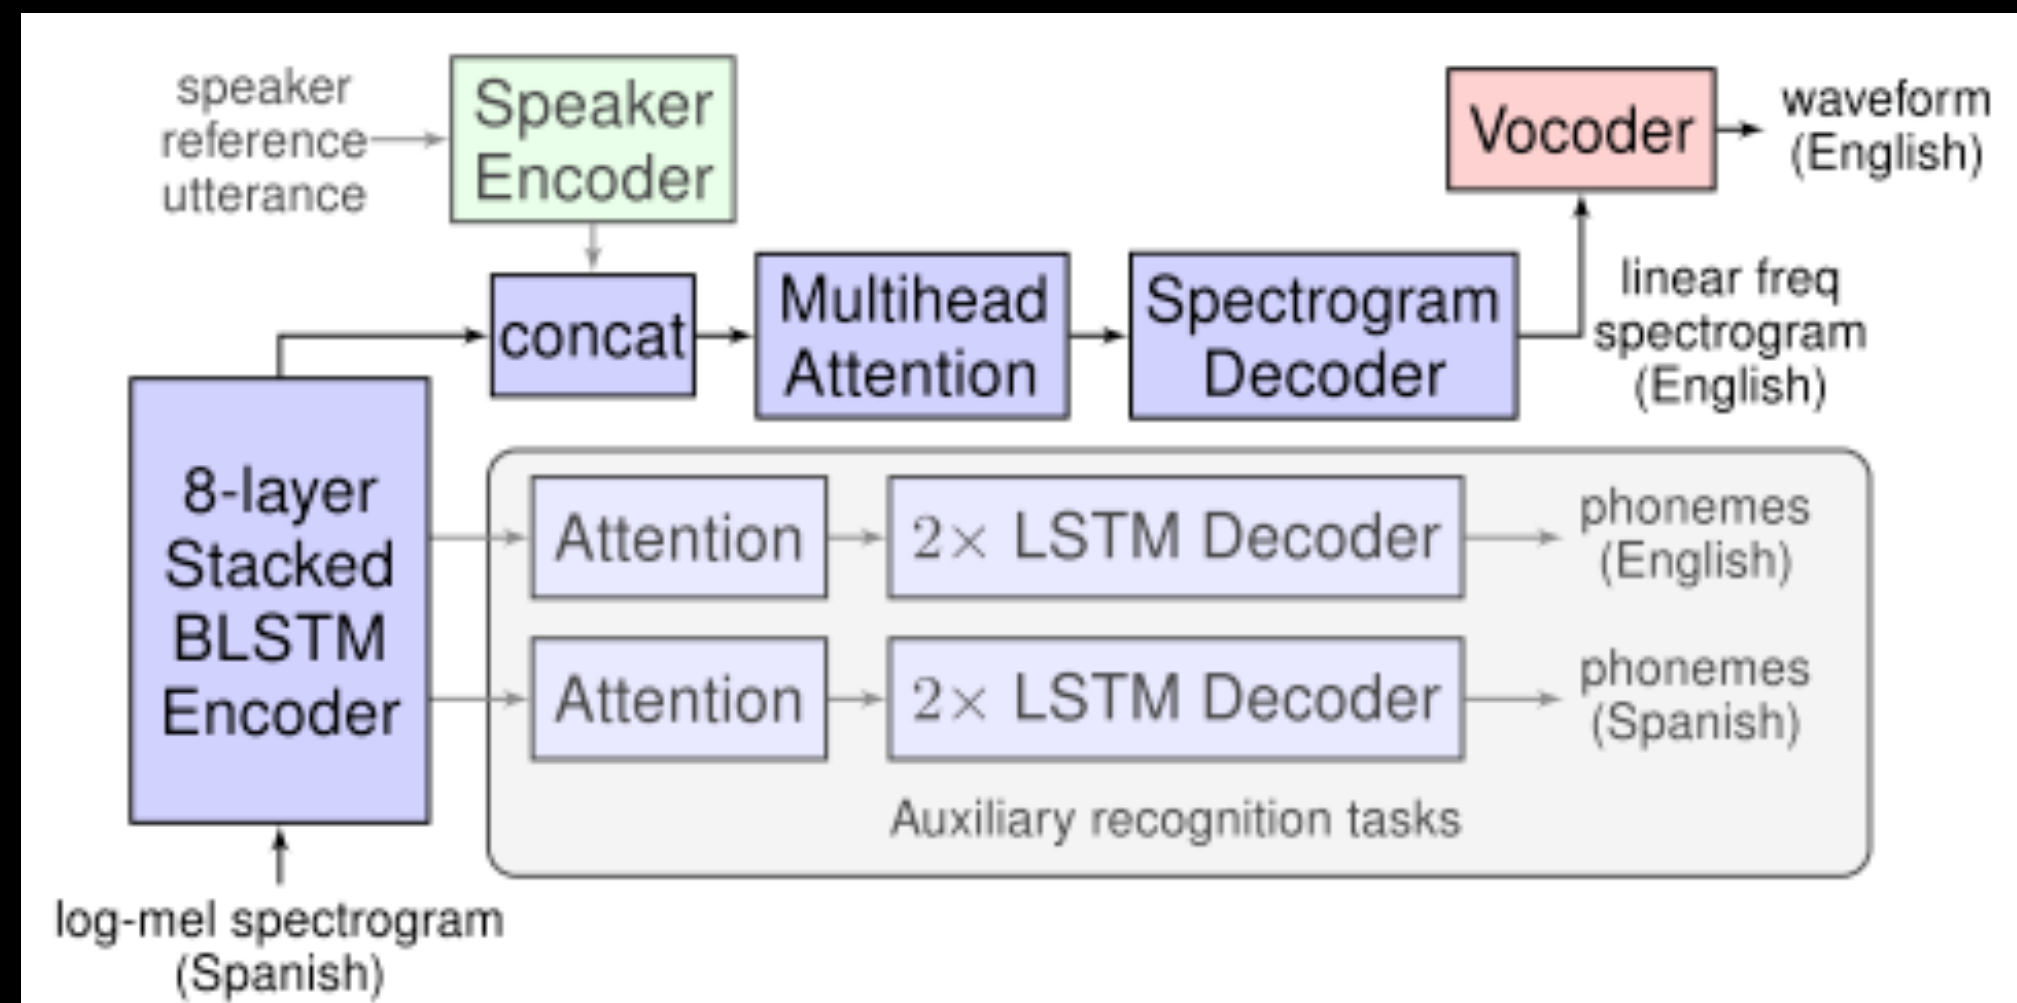 speaker
reference
utterance
Speaker
Encoder
Vocoder
waveform
(English)
concat
Multihead
Attention
Spectrogram
Decoder
linear freq
spectrogram
(English)
8-layer
Stacked
BLSTM
Encoder
Attention
2× LSTM Decoder
phonemes
(English)
Attention
2× LSTM Decoder
phonemes
(Spanish)
Auxiliary recognition tasks
log-mel spectrogram
(Spanish)